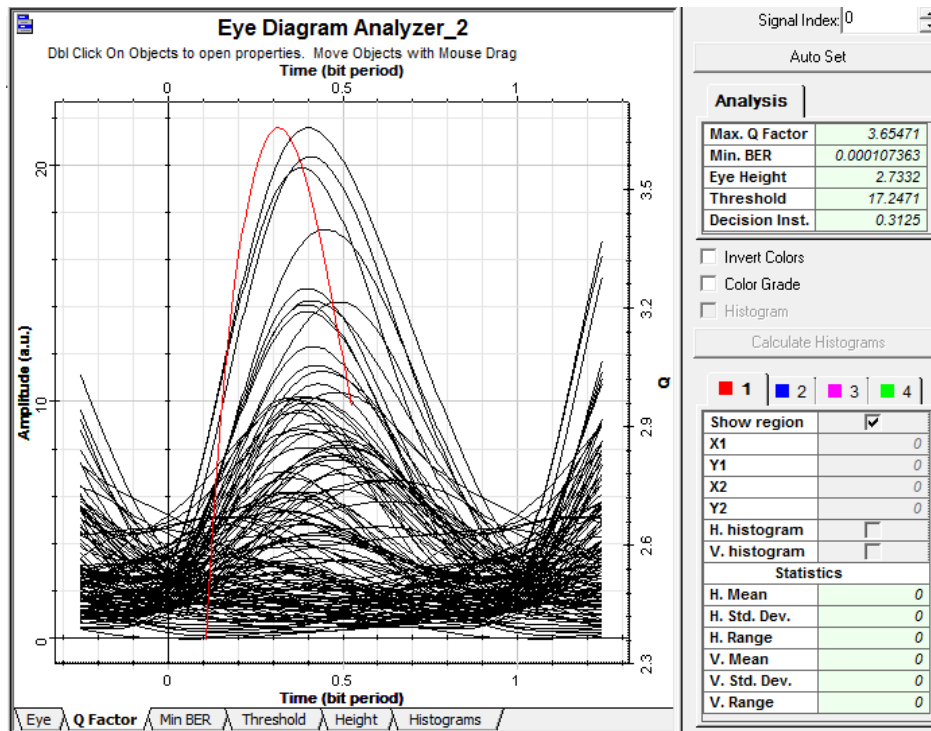 Eye Diagram Analyzer_2
Dbl Click On Objects to open properties. Move Objects with Mouse Drag
Time (bit period)
0 0.5 1
Amplitude (a.u.)
20
10
0
Q
3.5
3.2
2.9
2.6
2.3
0 0.5 1
Time (bit period)
Eye Q Factor Min BER Threshold Height Histograms
Signal Index: 0
Auto Set
Analysis
Max. Q Factor 3.65471
Min. BER 0.000107363
Eye Height 2.7332
Threshold 17.2471
Decision Inst. 0.3125
Invert Colors
Color Grade
Histogram
Calculate Histograms
1 2 3 4
Show region
X1 0
Y1 0
X2 0
Y2 0
H. histogram
V. histogram
Statistics
H. Mean 0
H. Std. Dev. 0
H. Range 0
V. Mean 0
V. Std. Dev. 0
V. Range 0